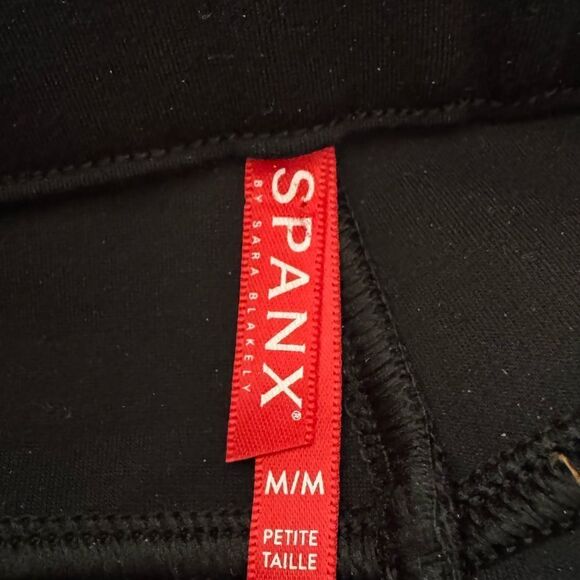 SPANX®
BY SARA BLAKELY
M/M
PETITE
TAILLE